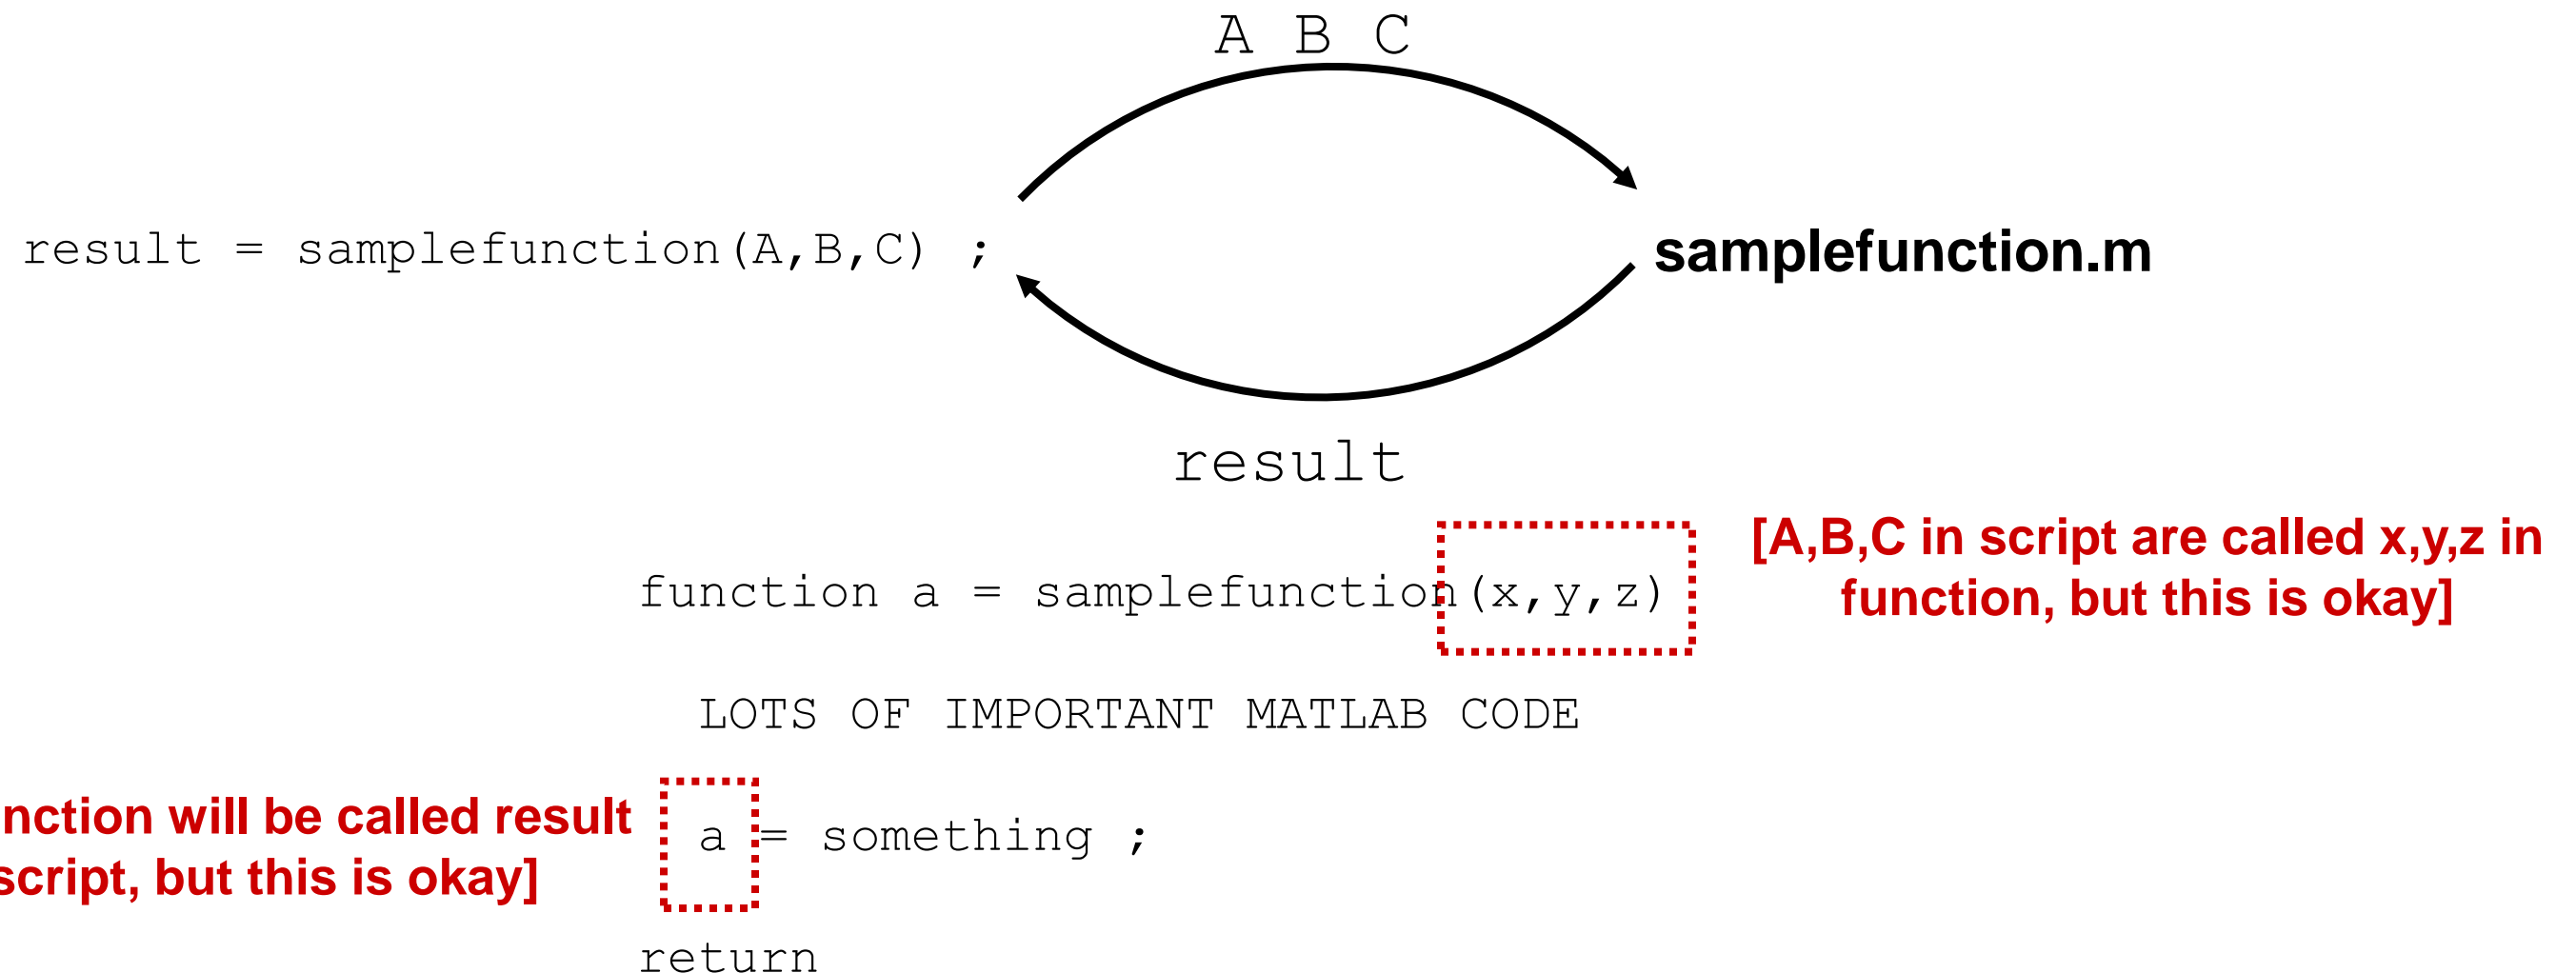 A B C
result = samplefunction(A,B,C) ;
samplefunction.m
result
[A,B,C in script are called x,y,z in
function, but this is okay]
function a = samplefunction(x,y,z)
LOTS OF IMPORTANT MATLAB CODE
will be called result
script, but this is okay]
a = something ;
return